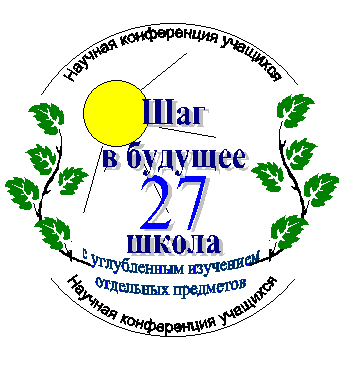 Научная конференция учащихся
Шаг
в будущее
27
школа
с углубленным изучением
отдельных предметов
Научная конференция учащихся